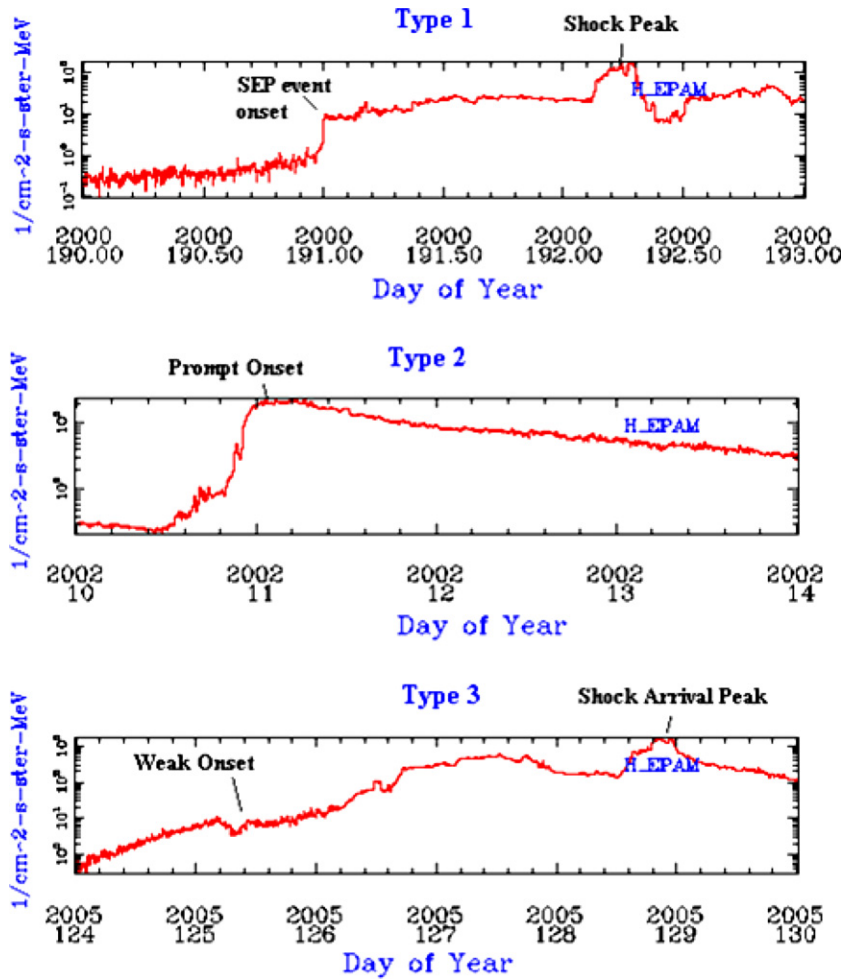 Type 1
Shock Peak
SEP event
onset
H_EPAM
1/cm^2-s-ster-MeV
2000 2000 2000 2000 2000 2000 2000
190.00 190.50 191.00 191.50 192.00 192.50 193.00
Day of Year
Type 2
Prompt Onset
H_EPAM
1/cm^2-s-ster-MeV
2002 2002 2002 2002 2002
10 11 12 13 14
Day of Year
Type 3
Shock Arrival Peak
Weak Onset
H_EPAM
1/cm^2-s-ster-MeV
2005 2005 2005 2005 2005 2005 2005
124 125 126 127 128 129 130
Day of Year